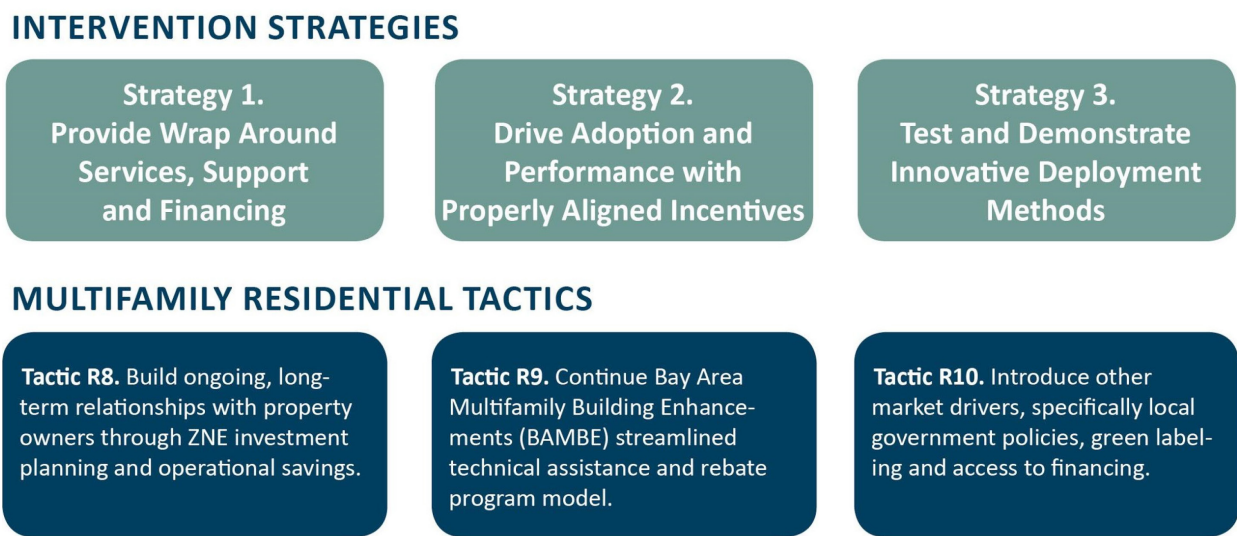 INTERVENTION STRATEGIES
Strategy 1.
Provide Wrap Around
Services, Support
and Financing
Strategy 2.
Drive Adoption and
Performance with
Properly Aligned Incentives
Strategy 3.
Test and Demonstrate
Innovative Deployment
Methods
MULTIFAMILY RESIDENTIAL TACTICS
Tactic R8. Build ongoing, long-
term relationships with property
owners through ZNE investment
planning and operational savings.
Tactic R9. Continue Bay Area
Multifamily Building Enhance-
ments (BAMBE) streamlined
technical assistance and rebate
program model.
Tactic R10. Introduce other
market drivers, specifically local
government policies, green label-
ing and access to financing.